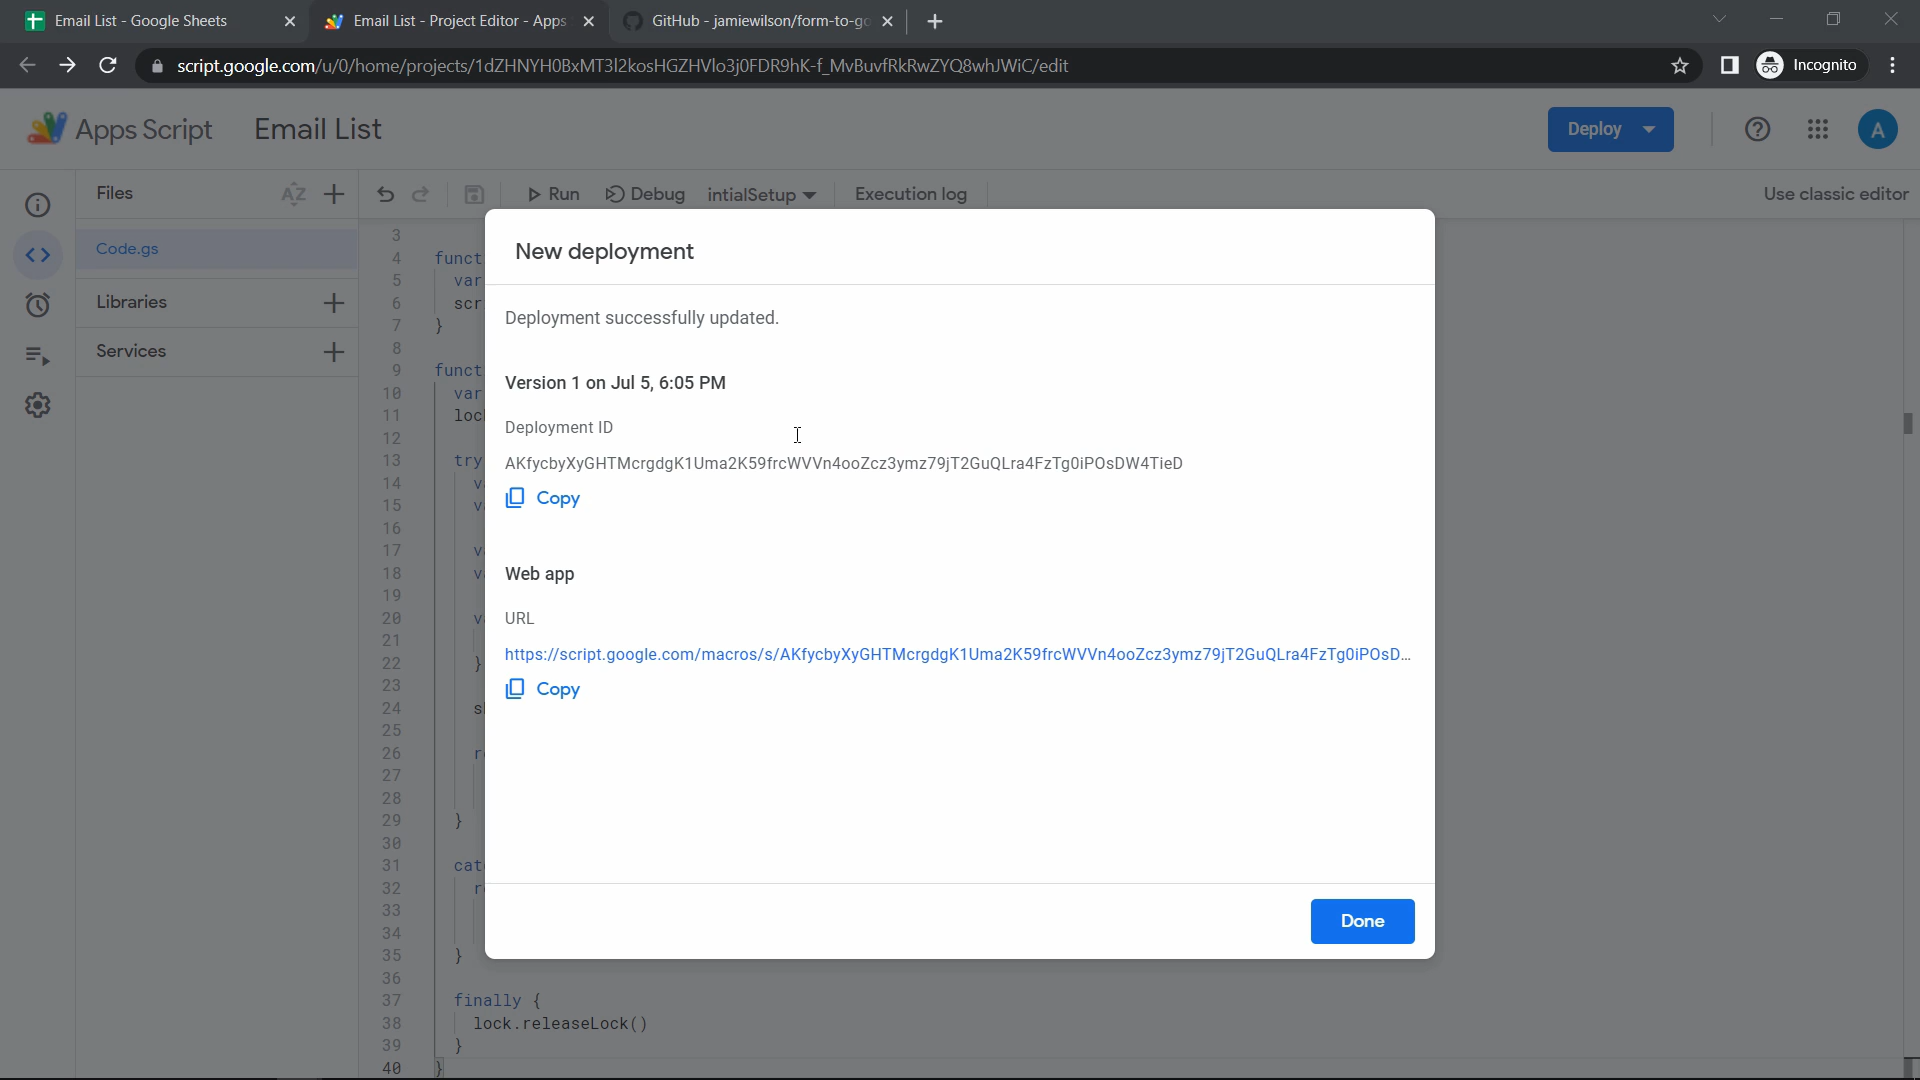 Email List - Google Sheets
Email List - Project Editor - Apps
GitHub - jamiewilson/form-to-go
script.google.com/u/0/home/projects/1dZHNYH0BxMT3l2kosHGZHVlo3j0FDR9hK-f_MvBuvfRkRwZYQ8whJWiC/edit
Incognito
Apps Script
Email List
Deploy
A
Files
Run
Debug
intialSetup
Execution log
Use classic editor
Code.gs
Libraries
Services
3
4 funct
5 var
6 scr
7 }
8
9 funct
10 var
11 loc
12
13 try
14 v
15 v
16
17 v
18 v
19
20 v
21
22 }
23
24 s
25
26 r
27
28
29 }
30
31 cat
32 r
33
34
35 }
36
37 finally {
38 lock.releaseLock()
39 }
40 }
New deployment
Deployment successfully updated.
Version 1 on Jul 5, 6:05 PM
Deployment ID
AKfycbyXyGHTMcrgdgK1Uma2K59frcWVVn4ooZcz3ymz79jT2GuQLra4FzTg0iPOsDW4TieD
Copy
Web app
URL
https://script.google.com/macros/s/AKfycbyXyGHTMcrgdgK1Uma2K59frcWVVn4ooZcz3ymz79jT2GuQLra4FzTg0iPOsD...
Copy
Done